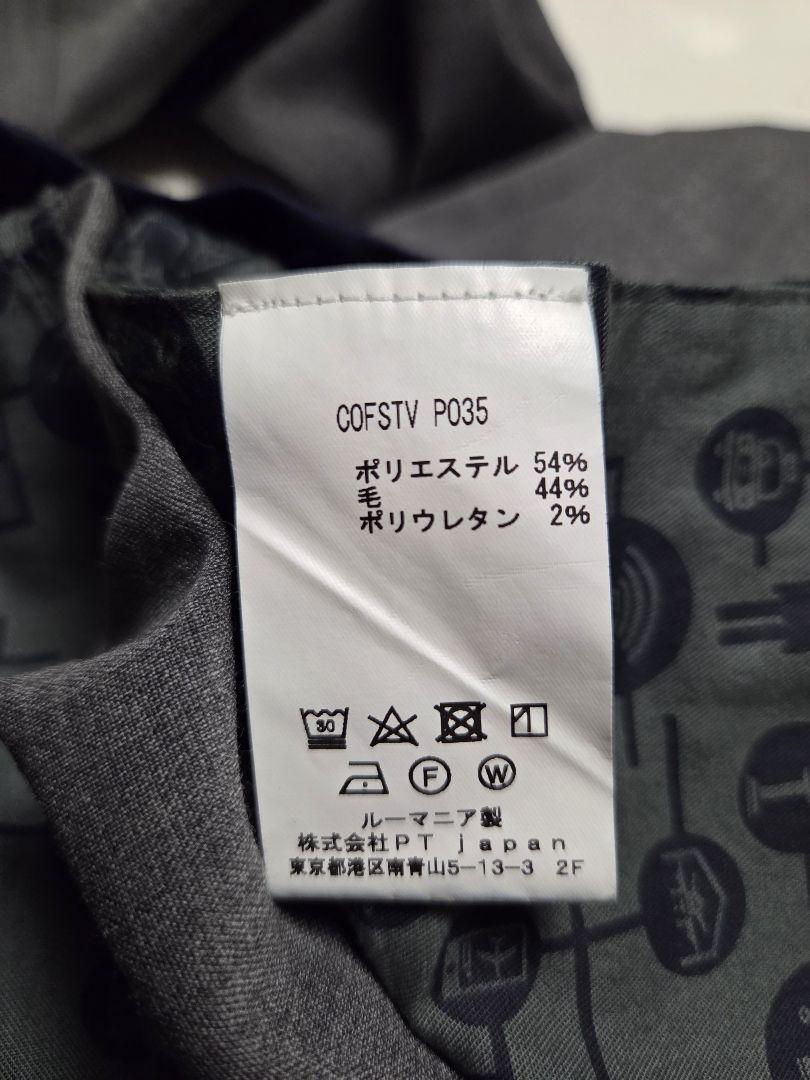 COFSTV PO35
ポリエステル 54%
毛 44%
ポリウレタン 2%
30
F W
ルーマニア製
株式会社PT japan
東京都港区南青山5-13-3 2F